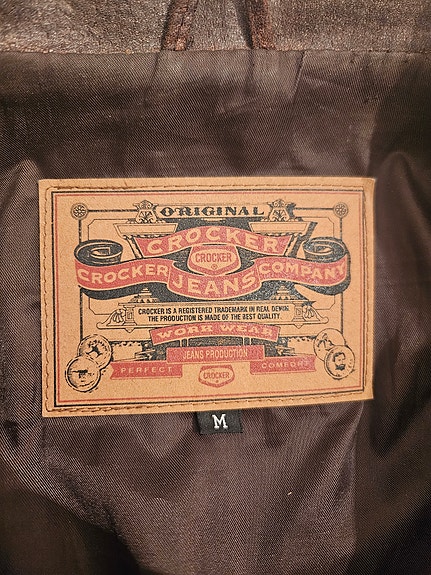 ORIGINAL
CROCKER
CROCKER
CROCKER JEANS COMPANY
CROCKER IS A REGISTERED TRADEMARK IN REAL DENIM.
THE PRODUCTION IS MADE OF THE BEST QUALITY.
WORK WEAR
JEANS PRODUCTION
PERFECT COMFORT
CROCKER
M